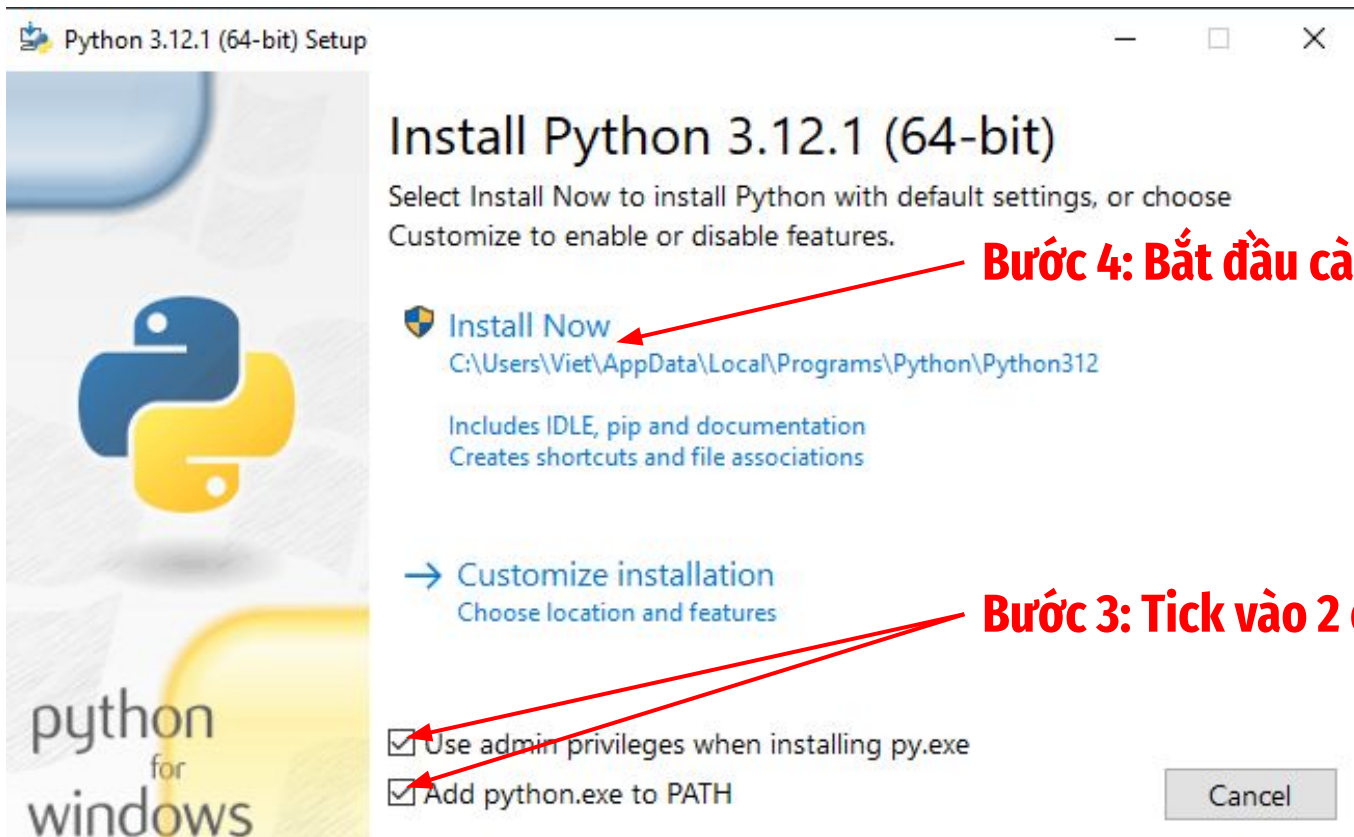 Python 3.12.1 (64-bit) Setup
Install Python 3.12.1 (64-bit)
Select Install Now to install Python with default settings, or choose
Customize to enable or disable features.
Bước 4: Bắt đầu cà
Install Now
C:\Users\Viet\AppData\Local\Programs\Python\Python312
Includes IDLE, pip and documentation
Creates shortcuts and file associations
Customize installation
Choose location and features
Bước 3: Tick vào 2
Use admin privileges when installing py.exe
Add python.exe to PATH
Cancel
python
for
windows